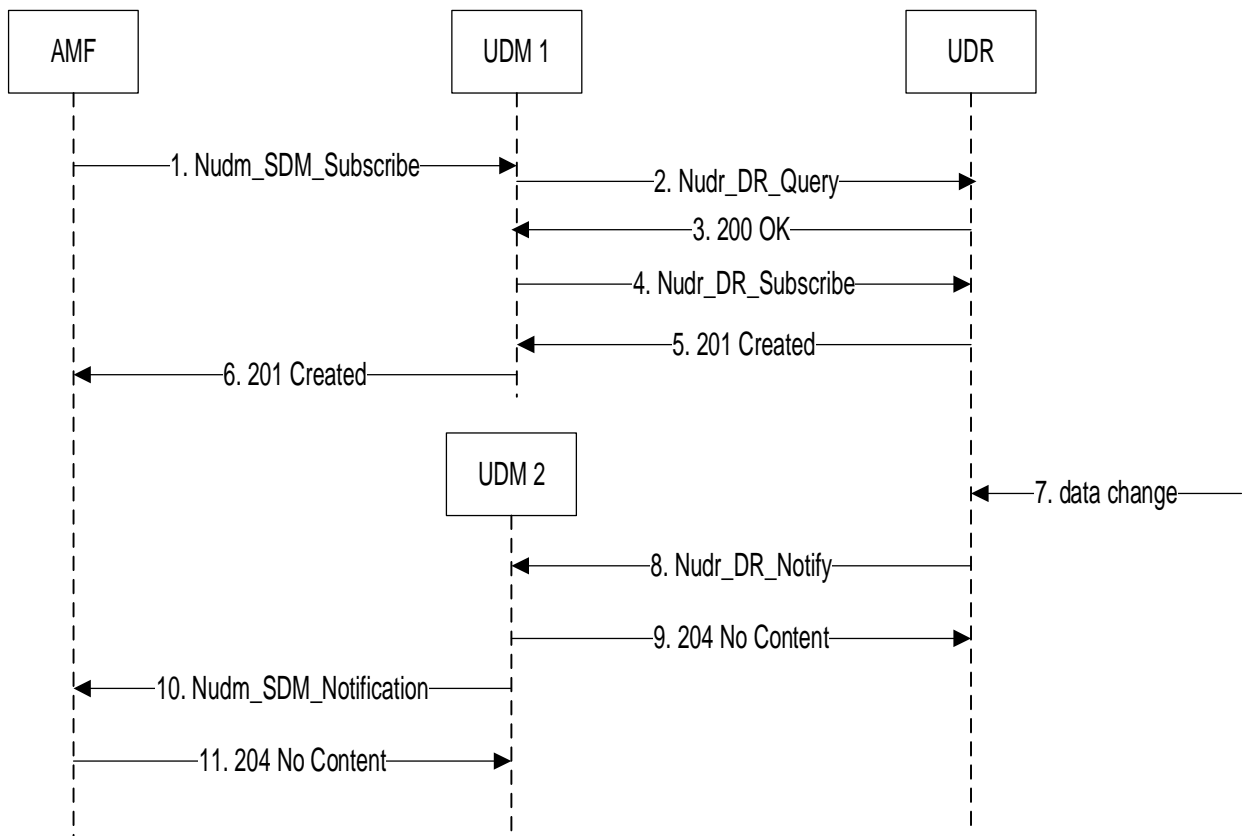 AMF
UDM 1
UDR
1. Nudm_SDM_Subscribe
2. Nudr_DR_Query
3. 200 OK
4. Nudr_DR_Subscribe
5. 201 Created
6. 201 Created
UDM 2
7. data change
8. Nudr_DR_Notify
9. 204 No Content
10. Nudm_SDM_Notification
11. 204 No Content